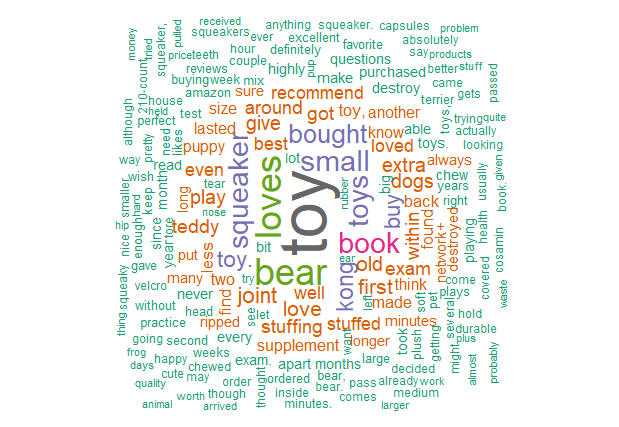 received
capsules
problem
money
tried
squeaker,
pulled
squeakers
ever
anything
squeaker.
excellent
absolutely
say
products
priceteeth
hour
definitely
favorite
questions
better
stuff
reviews
couple
highly
pup
make
purchased
came
passed
although
210-count
buyingweek
mix
destroy
terrier
gets
house
amazon
sure
recommend
held
perfect
test
size
around
got
toy,
another
toys,
tryingquite
lasted
give
bought
know
able
actually
pretty
need
likes
puppy
best
loved
toys.
looking
way
read
even
squeaker
loves
lot
small
extra
always
wish
month
tear
toy
rubber
toys
big
dogs
chew
years
usually
given
book.
smaller
keep
hard
long
play
nose
buy
back
right
hip
enough
since
teddy
book
within
found
network+
destroyed
playing
health
covered
cosamin
nice
year
tore
put
less
toy.
bit
ear
old
exam
gave
many
two
bear
try
kong
first
think
come
squeaky
velcro
never
find
joint
well
left
made
soft
pet
plays
waste
thing
without
head
see
let
love
several
hold
practice
ripped
stuffing
stuffed
minutes
durable
going
second
every
want
longer
took
plush
getting
might
plus
frog
happy
weeks
exam.
supplement
large
almost
probably
days
chewed
thought
apart
months
decided
cute
may
order
ordered
bear,
pass
already
work
quality
worth
though
inside
bear.
comes
medium
animal
arrived
minutes.
larger